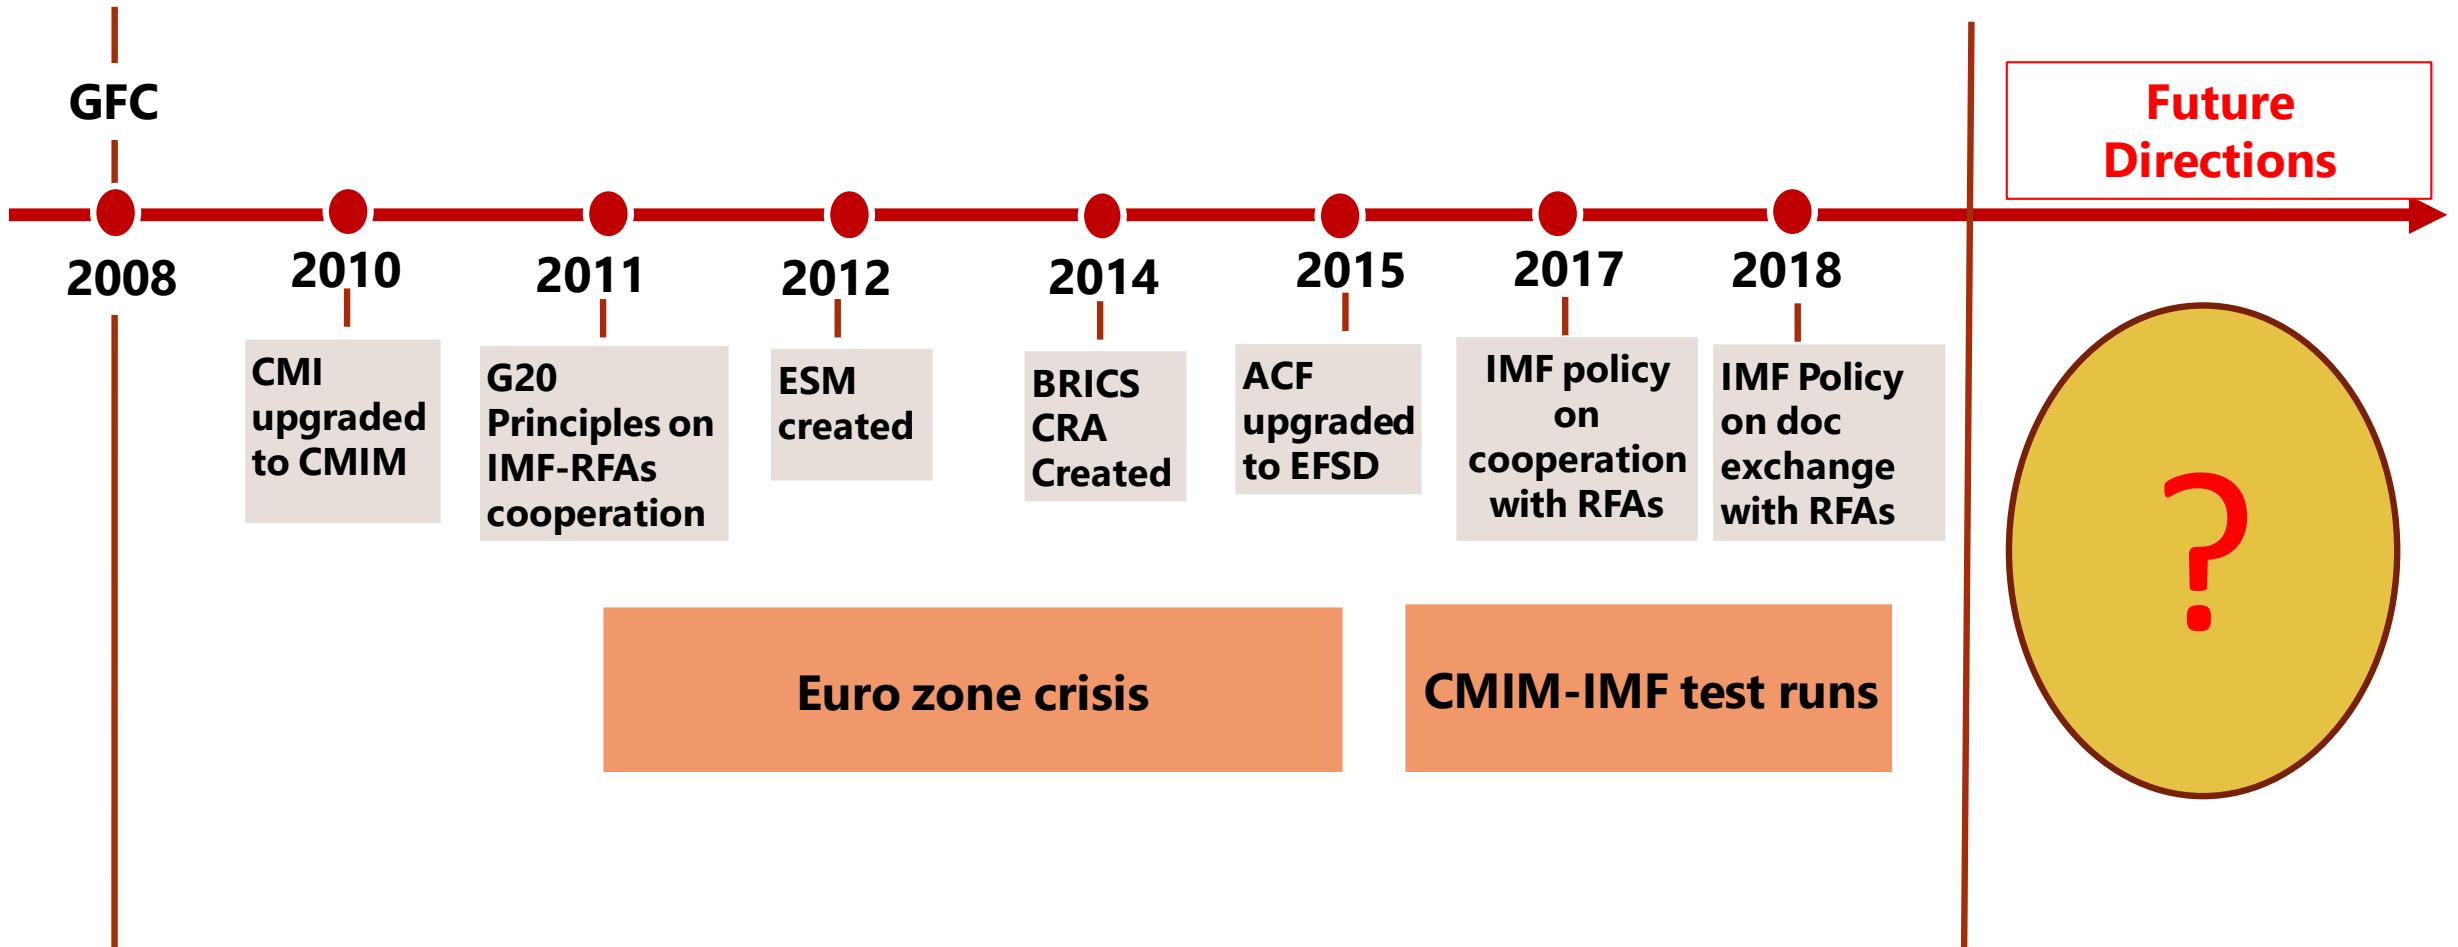 GFC
Future
Directions
2008
2010
2011
2012
2014
2015
2017
2018
CMI
upgraded
to CMIM
G20
Principles on
IMF-RFAs
cooperation
ESM
created
BRICS
CRA
Created
ACF
upgraded
to EFSD
IMF policy
on
cooperation
with RFAs
IMF Policy
on doc
exchange
with RFAs
?
Euro zone crisis
CMIM-IMF test runs